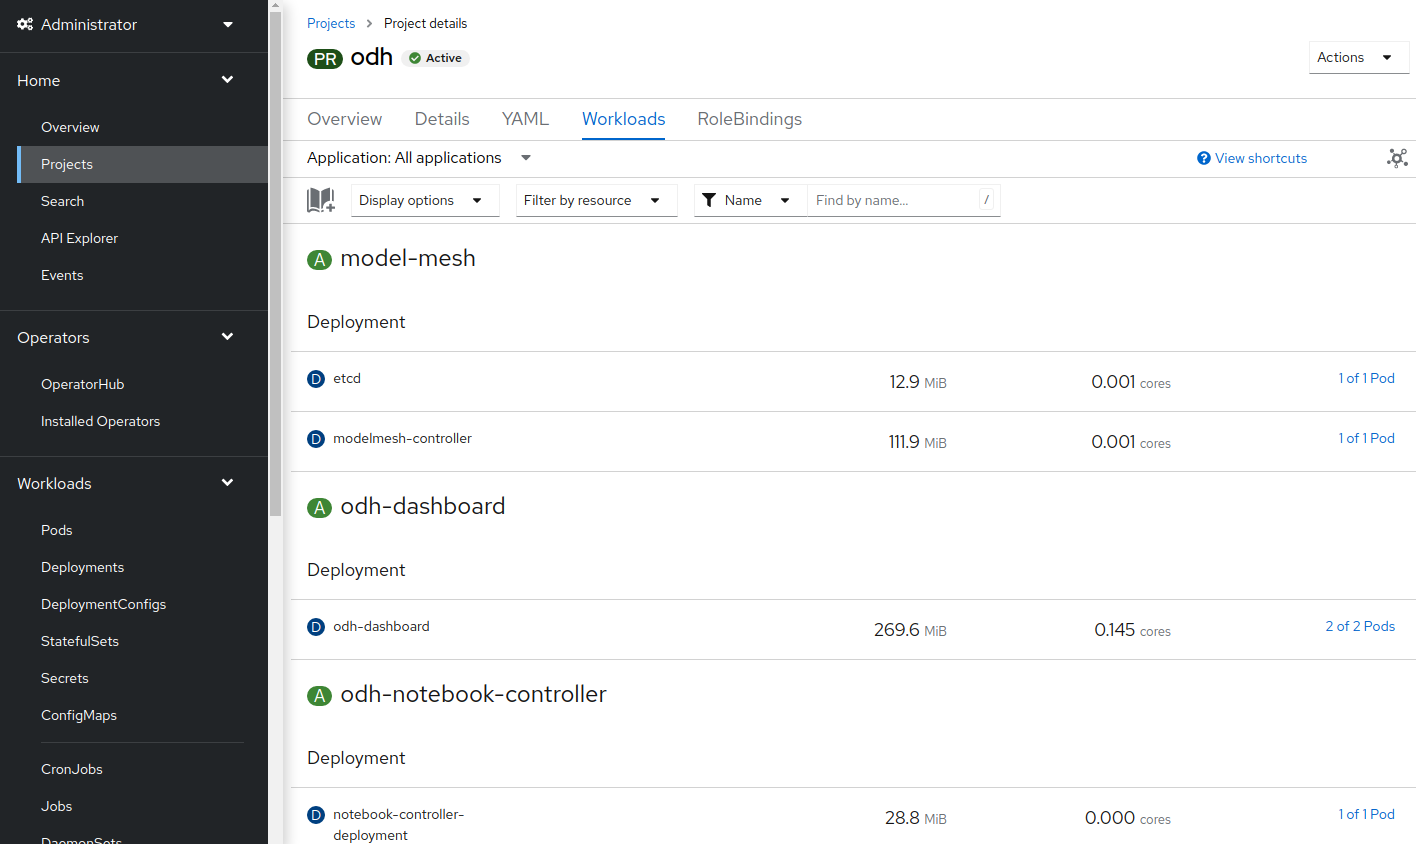 Administrator
Home
Overview
Projects
Search
API Explorer
Events
Operators
OperatorHub
Installed Operators
Workloads
Pods
Deployments
DeploymentConfigs
StatefulSets
Secrets
ConfigMaps
CronJobs
Jobs
DaemonSets
Projects > Project details
PR odh Active
Actions
Overview Details YAML Workloads RoleBindings
Application: All applications
View shortcuts
Display options Filter by resource Name Find by name... /
A model-mesh
Deployment
D etcd 12.9 MiB 0.001 cores 1 of 1 Pod
D modelmesh-controller 111.9 MiB 0.001 cores 1 of 1 Pod
A odh-dashboard
Deployment
D odh-dashboard 269.6 MiB 0.145 cores 2 of 2 Pods
A odh-notebook-controller
Deployment
D notebook-controller- 28.8 MiB 0.000 cores 1 of 1 Pod
deployment